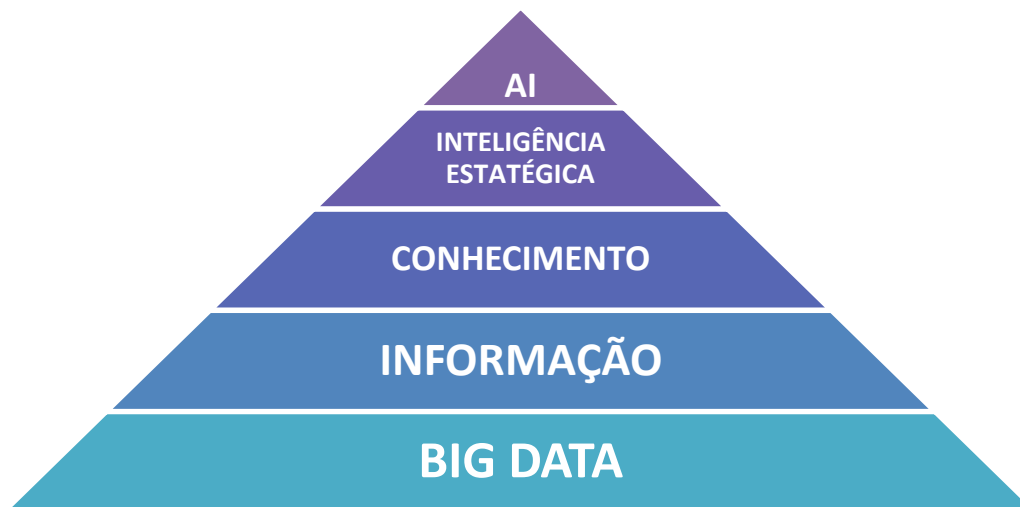 AI
INTELIGÊNCIA
ESTATÉGICA
CONHECIMENTO
INFORMAÇÃO
BIG DATA